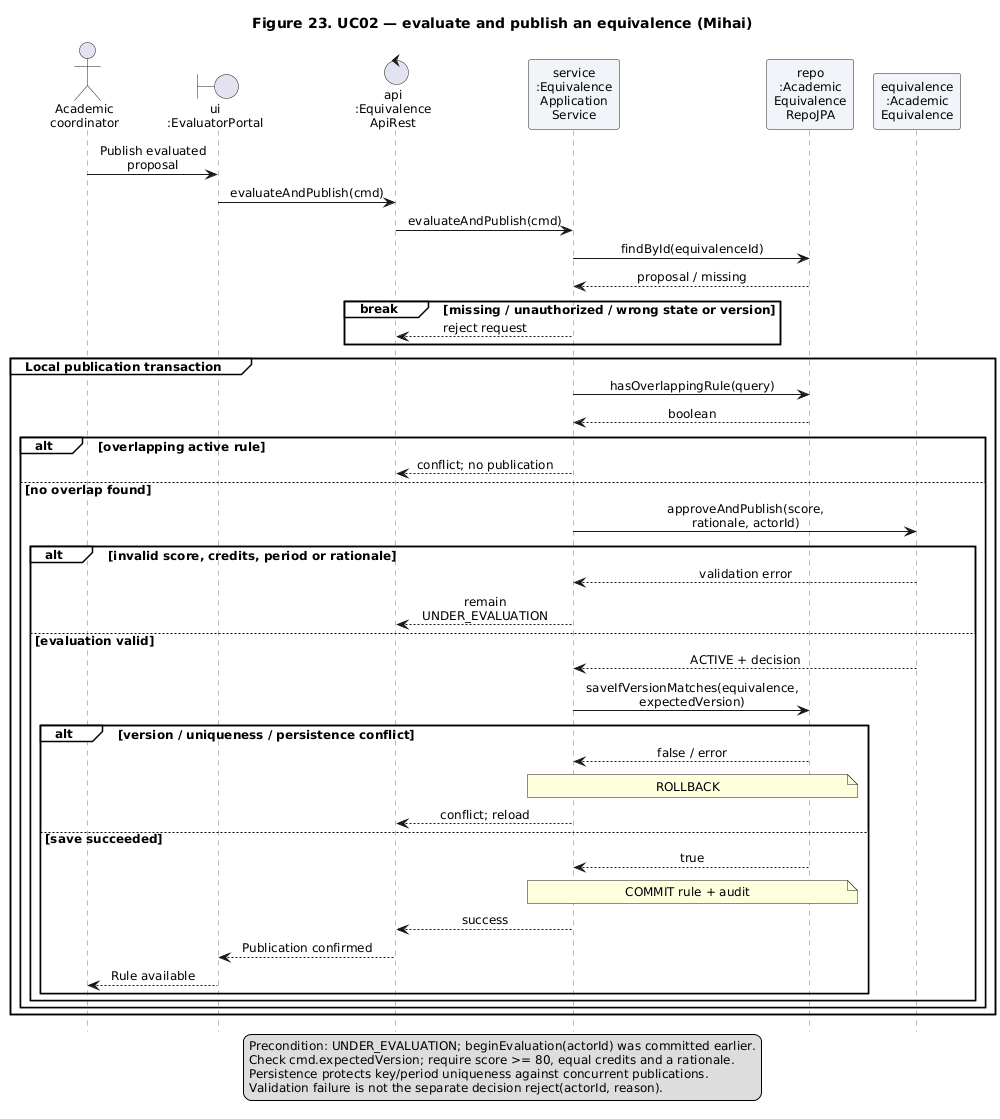 Figure 23. UC02 — evaluate and publish an equivalence (Mihai)
Academic
coordinator
ui
:EvaluatorPortal
api
:Equivalence
ApiRest
service
:Equivalence
Application
Service
repo
:Academic
Equivalence
RepoJPA
equivalence
:Academic
Equivalence
Publish evaluated
proposal
evaluateAndPublish(cmd)
evaluateAndPublish(cmd)
findById(equivalenceId)
proposal / missing
break
[missing / unauthorized / wrong state or version]
reject request
Local publication transaction
hasOverlappingRule(query)
boolean
alt
[overlapping active rule]
conflict; no publication
[no overlap found]
approveAndPublish(score,
rationale, actorId)
alt
[invalid score, credits, period or rationale]
validation error
remain
UNDER_EVALUATION
[evaluation valid]
ACTIVE + decision
saveIfVersionMatches(equivalence,
expectedVersion)
alt
[version / uniqueness / persistence conflict]
false / error
ROLLBACK
conflict; reload
[save succeeded]
true
COMMIT rule + audit
success
Publication confirmed
Rule available
Precondition: UNDER_EVALUATION; beginEvaluation(actorId) was committed earlier.
Check cmd.expectedVersion; require score >= 80, equal credits and a rationale.
Persistence protects key/period uniqueness against concurrent publications.
Validation failure is not the separate decision reject(actorId, reason).